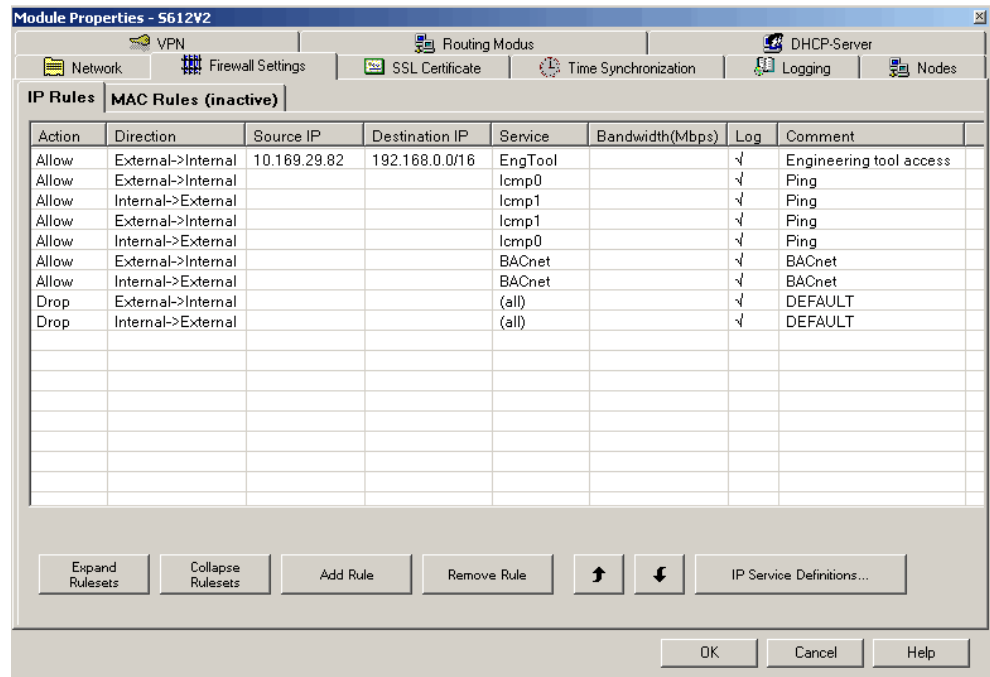 Module Properties - S612V2
VPN Routing Modus DHCP-Server
Network Firewall Settings SSL Certificate Time Synchronization Logging Nodes
IP Rules MAC Rules (inactive)
Action Direction Source IP Destination IP Service Bandwidth(Mbps) Log Comment
Allow External->Internal 10.169.29.82 192.168.0.0/16 EngTool √ Engineering tool access
Allow External->Internal Icmp0 √ Ping
Allow Internal->External Icmp1 √ Ping
Allow External->Internal Icmp1 √ Ping
Allow Internal->External Icmp0 √ Ping
Allow External->Internal BACnet √ BACnet
Allow Internal->External BACnet √ BACnet
Drop External->Internal (all) √ DEFAULT
Drop Internal->External (all) √ DEFAULT
Expand Rulesets Collapse Rulesets Add Rule Remove Rule IP Service Definitions...
OK Cancel Help